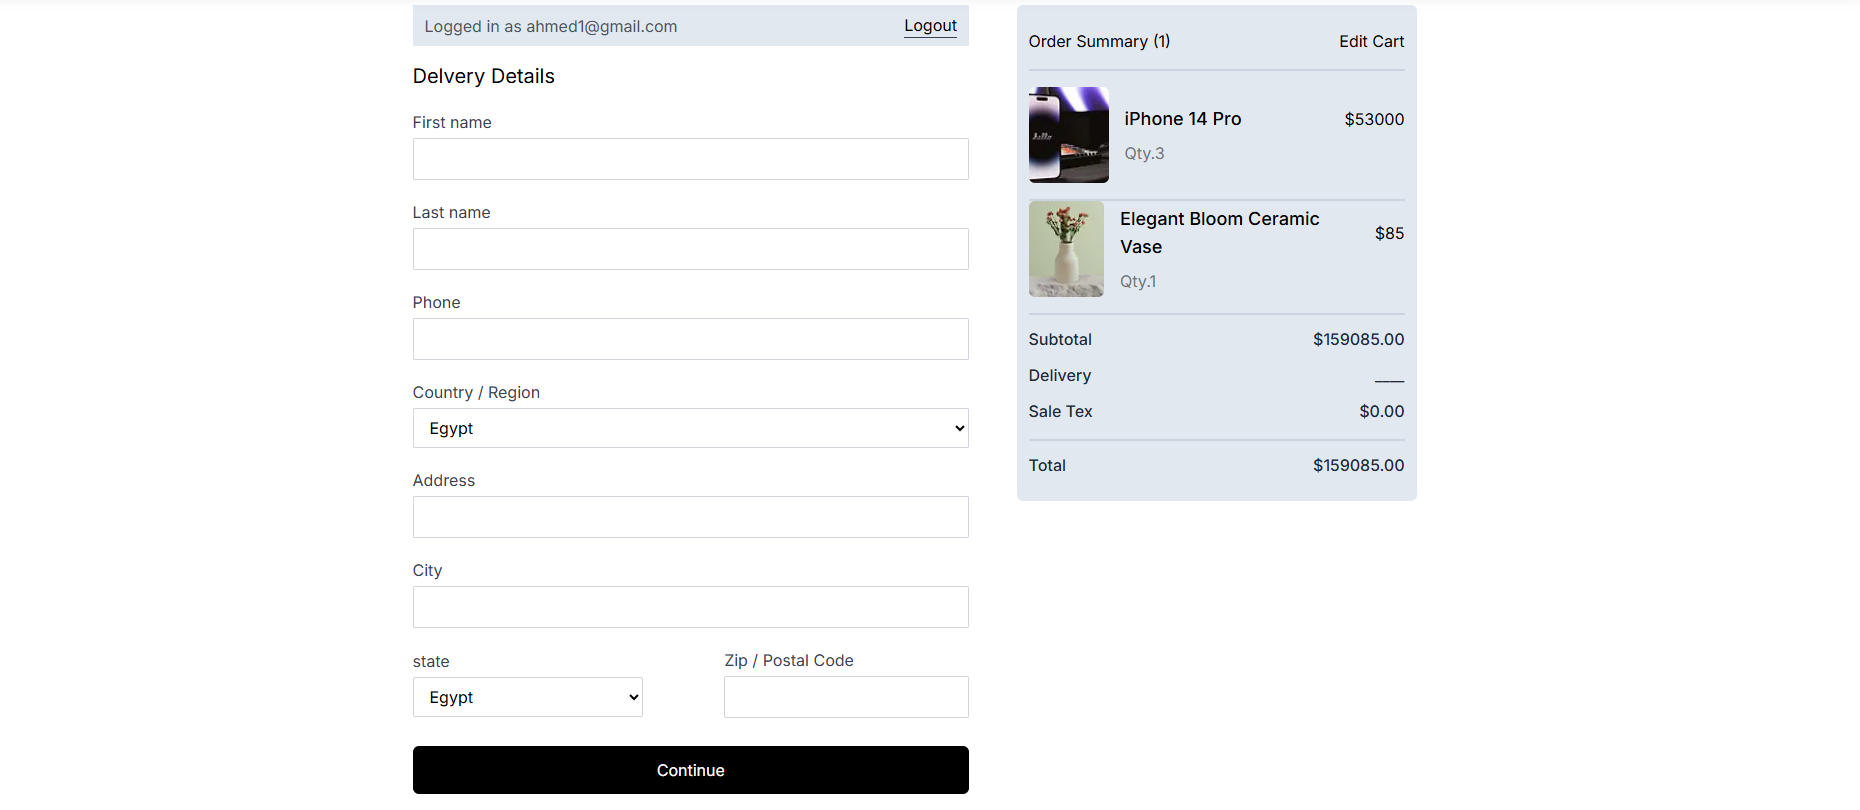 Logged in as ahmed1@gmail.com
Logout
Delvery Details
First name
Last name
Phone
Country / Region
Egypt
Address
City
state
Zip / Postal Code
Egypt
Continue
Order Summary (1)
Edit Cart
hello
iPhone 14 Pro
$53000
Qty.3
Elegant Bloom Ceramic
Vase
$85
Qty.1
Subtotal
$159085.00
Delivery
____
Sale Tex
$0.00
Total
$159085.00